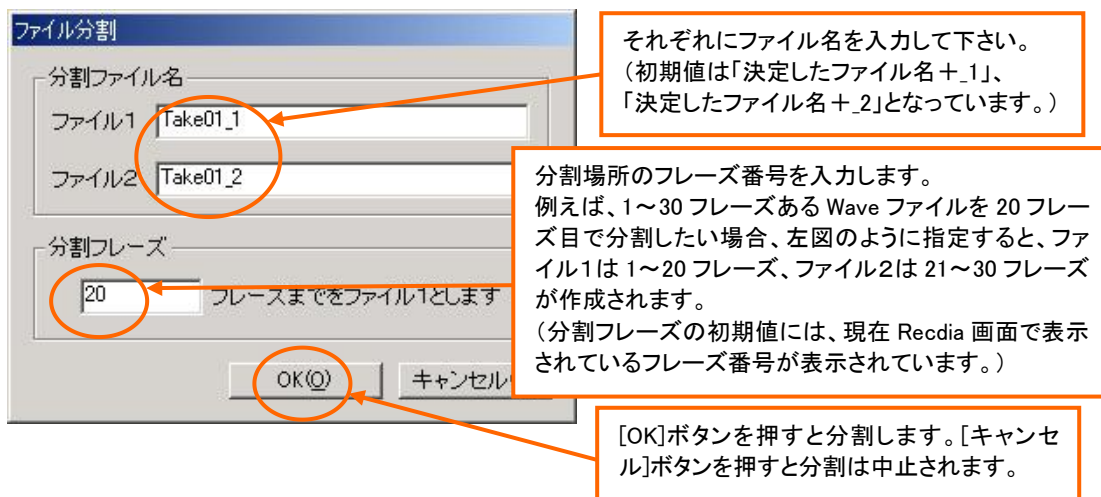 ファイル分割
分割ファイル名
ファイル1 Take01_1
ファイル2 Take01_2
分割フレーズ
20 フレーズまでをファイル1とします
OK(O) キャンセル
それぞれにファイル名を入力して下さい。
（初期値は「決定したファイル名＋_1」、
「決定したファイル名＋_2」となっています。）
分割場所のフレーズ番号を入力します。
例えば、1～30 フレーズある Wave ファイルを 20 フレー
ズ目で分割したい場合、左図のように指定すると、ファ
イル１は 1～20 フレーズ、ファイル２は 21～30 フレーズ
が作成されます。
（分割フレーズの初期値には、現在 Recdia 画面で表示
されているフレーズ番号が表示されています。）
[OK]ボタンを押すと分割します。[キャンセ
ル]ボタンを押すと分割は中止されます。